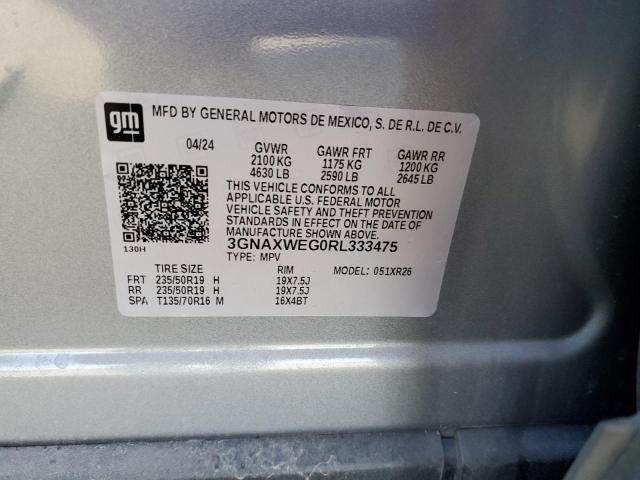 gm
MFD BY GENERAL MOTORS DE MEXICO, S. DE R.L. DE C.V.
04/24 GVWR GAWR FRT GAWR RR
2100 KG 1175 KG 1200 KG
4630 LB 2590 LB 2645 LB
THIS VEHICLE CONFORMS TO ALL
APPLICABLE U.S. FEDERAL MOTOR
VEHICLE SAFETY AND THEFT PREVENTION
STANDARDS IN EFFECT ON THE DATE OF
MANUFACTURE SHOWN ABOVE.
130H
3GNAXWEG0RL333475
TYPE: MPV MODEL: 051XR26
TIRE SIZE RIM
FRT 235/50R19 H 19X7.5J
RR 235/50R19 H 19X7.5J
SPA T135/70R16 M 16X4BT